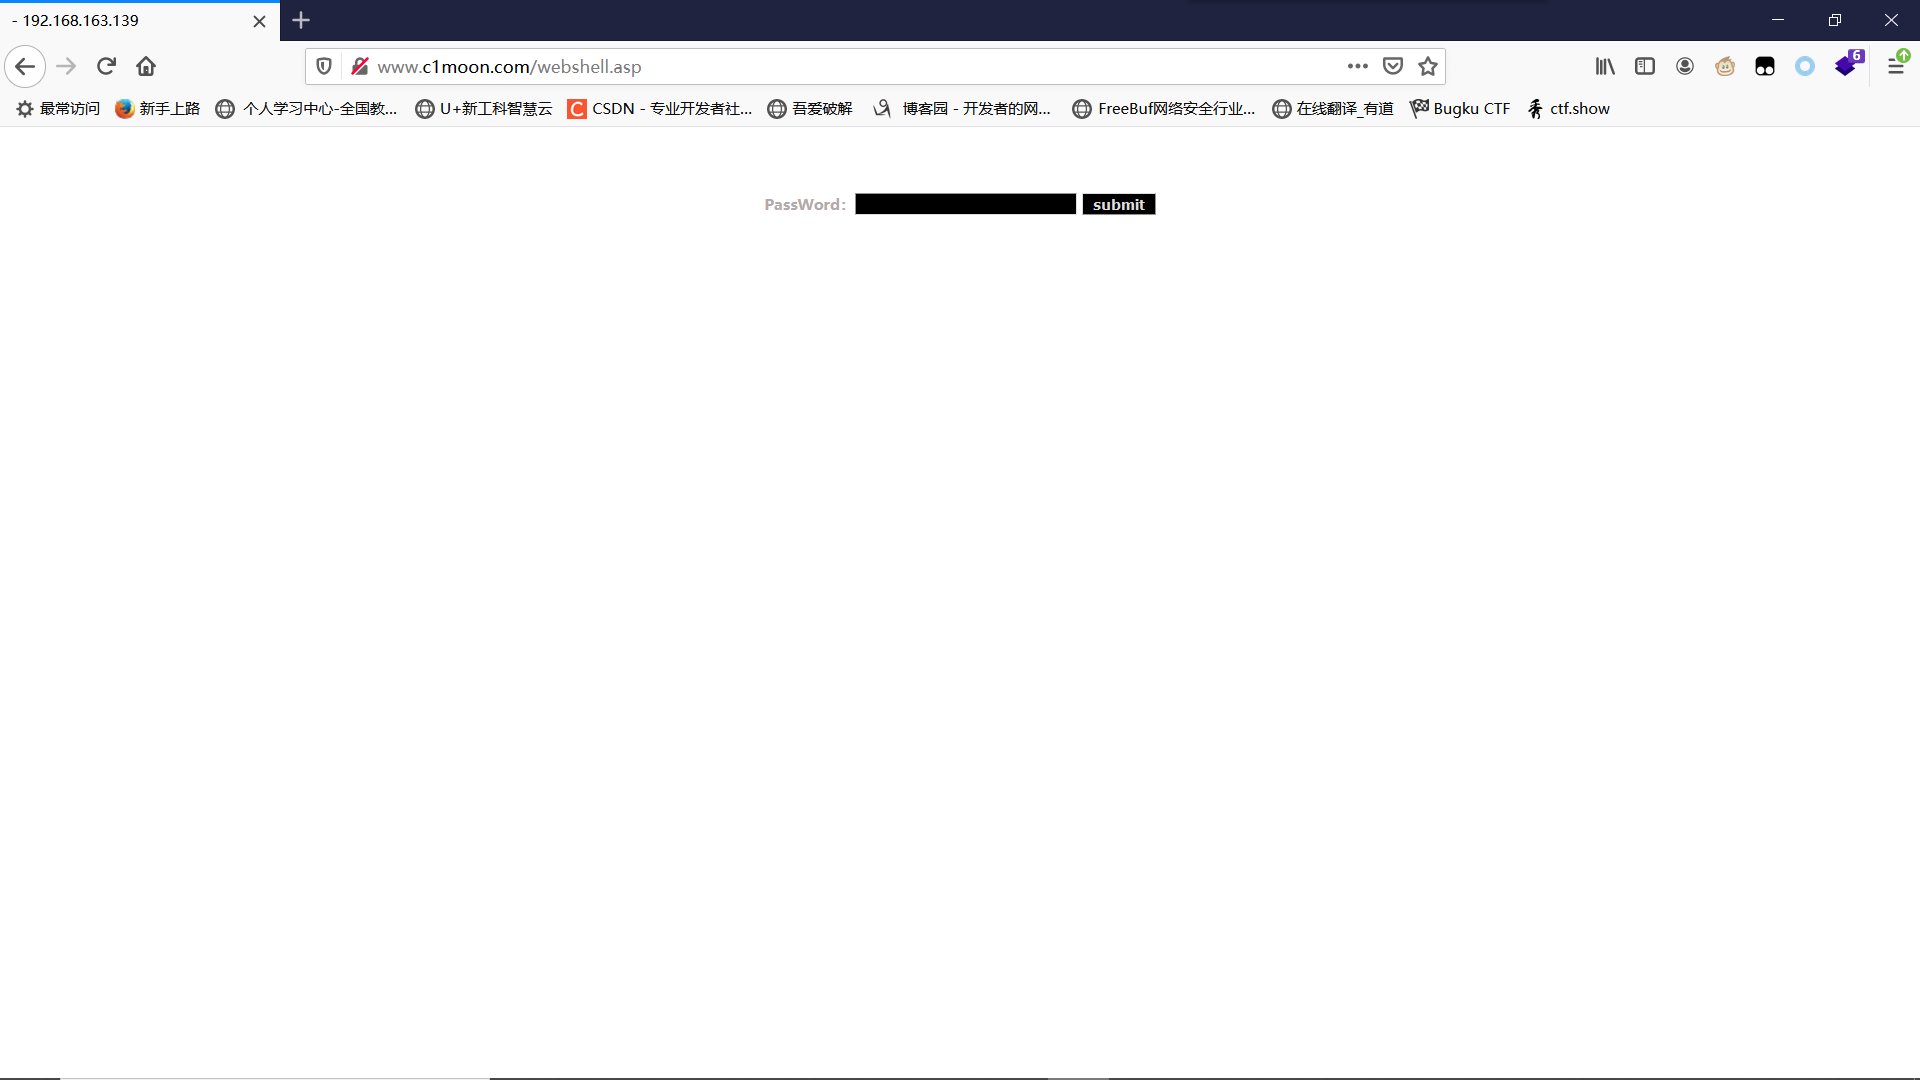 - 192.168.163.139
www.c1moon.com/webshell.asp
6
最常访问 新手上路 个人学习中心-全国教... U+新工科智慧云 CSDN - 专业开发者社... 吾爱破解 博客园 - 开发者的网... FreeBuf网络安全行业... 在线翻译_有道 Bugku CTF ctf.show
PassWord: submit